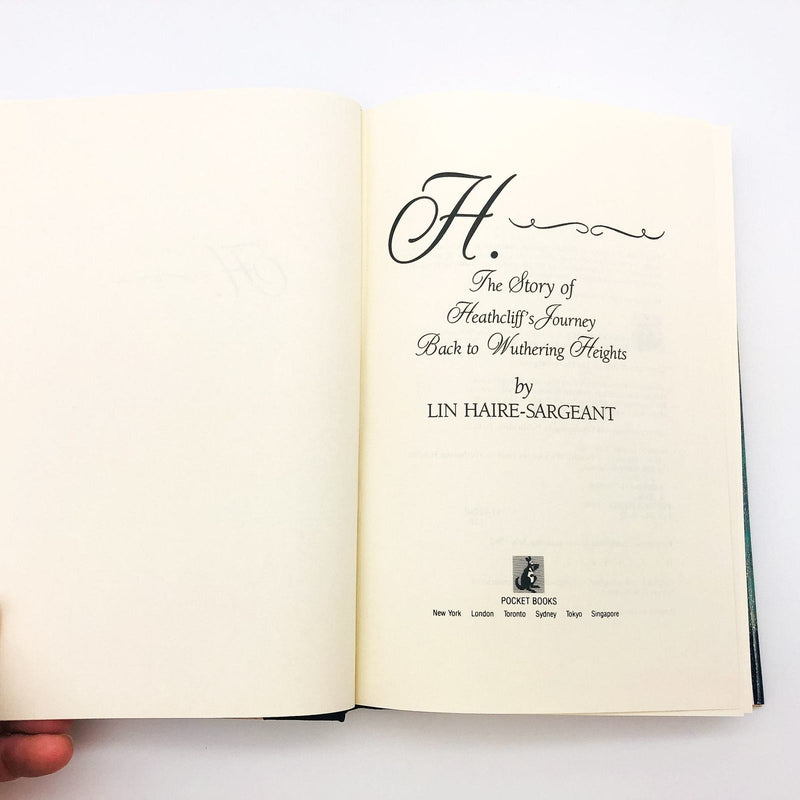 H.
The Story of
Heathcliff's Journey
Back to Wuthering Heights
by
LIN HAIRE-SARGEANT
POCKET BOOKS
New York London Toronto Sydney Tokyo Singapore